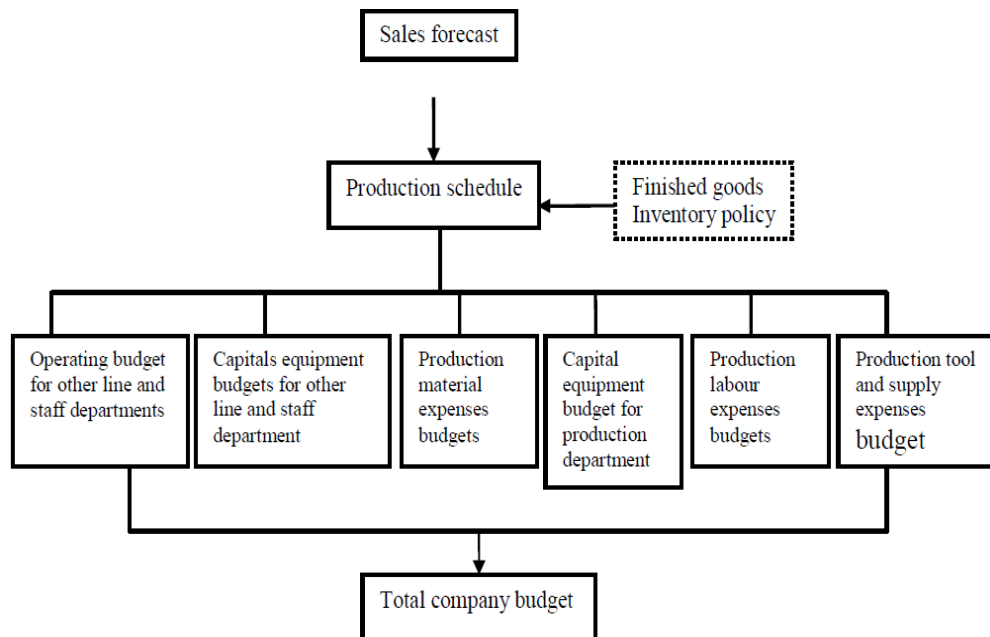 Sales forecast
Production schedule
Finished goods
Inventory policy
Operating budget
for other line and
staff departments
Capitals equipment
budgets for other
line and staff
department
Production
material
expenses
budgets
Capital
equipment
budget for
production
department
Production
labour
expenses
budgets
Production tool
and supply
expenses
budget
Total company budget